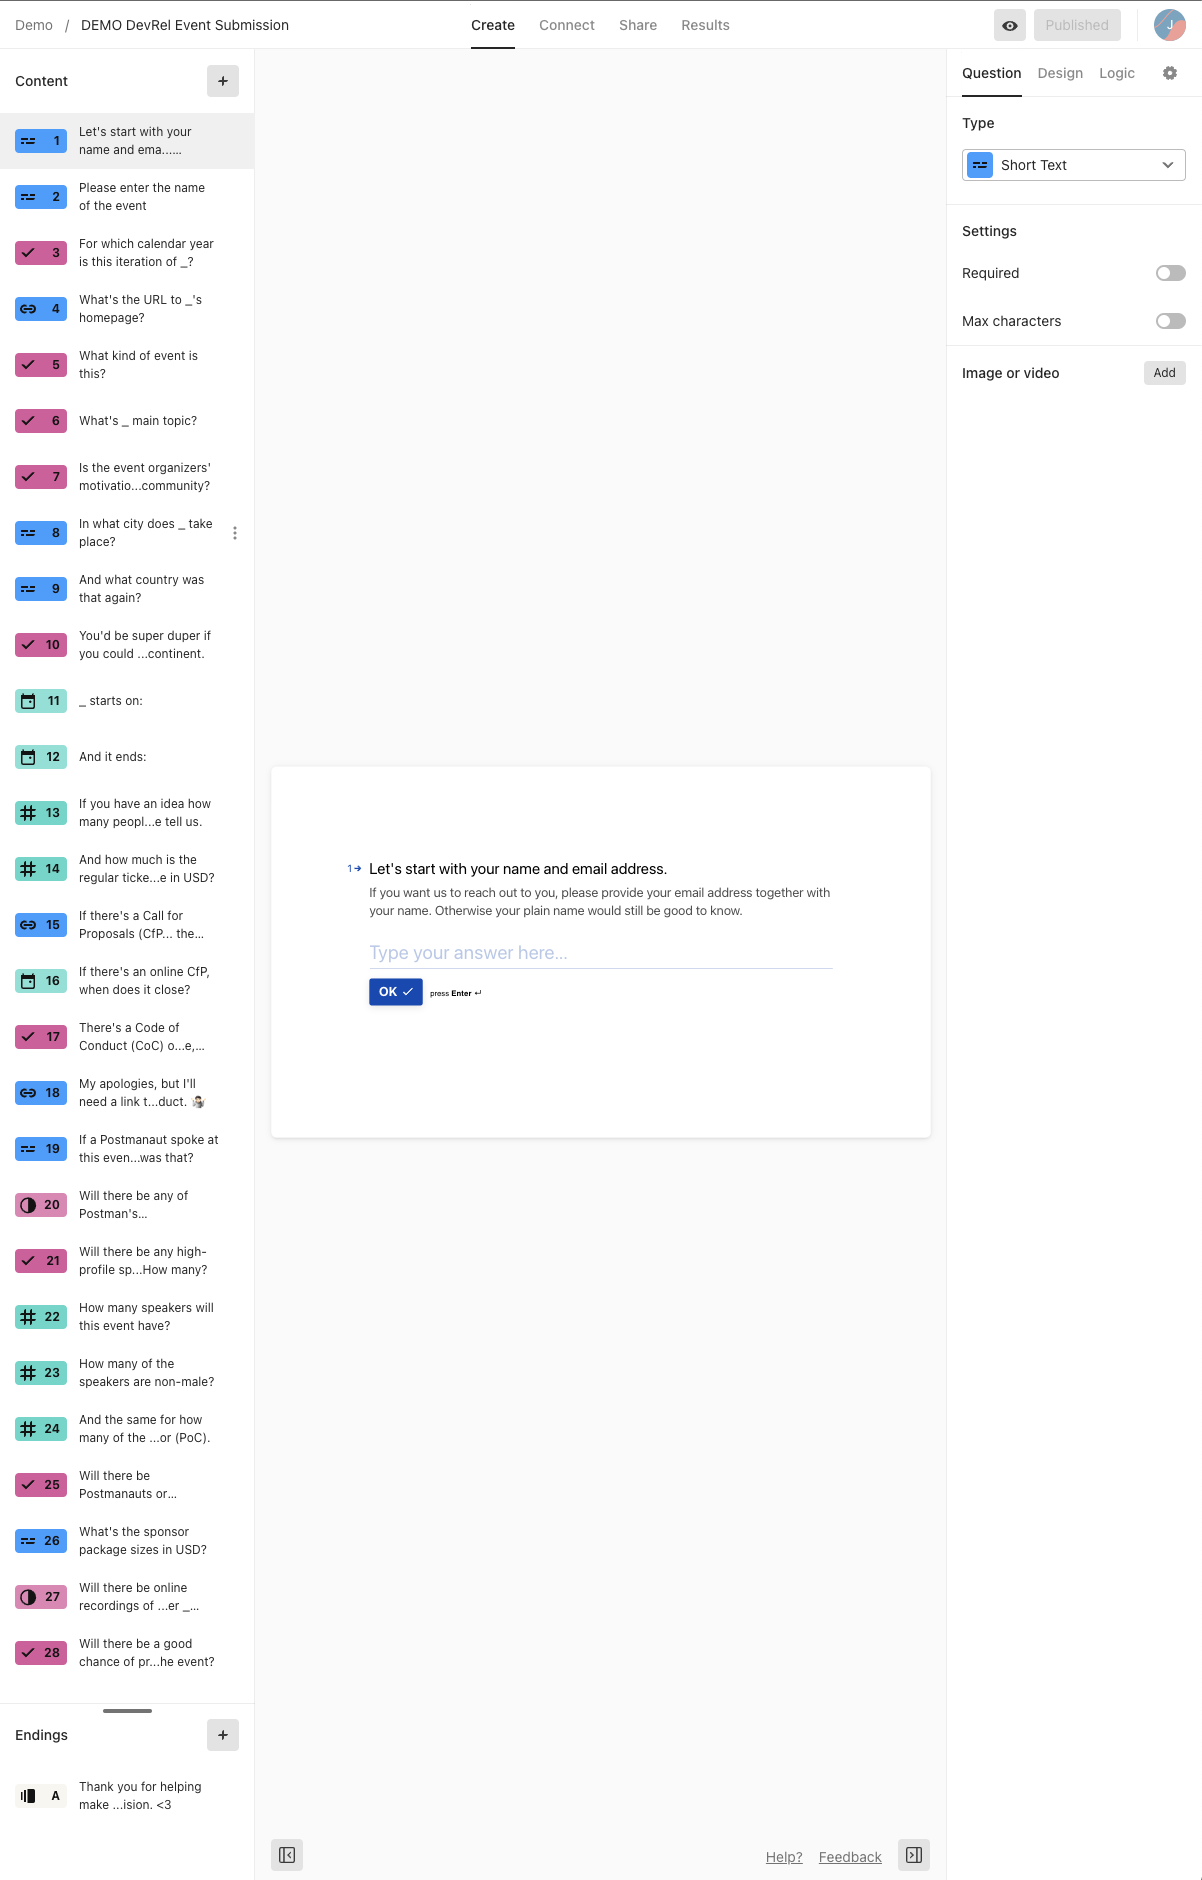 Demo / DEMO DevRel Event Submission
Create Connect Share Results
Published
J
Content
+
1 Let's start with your
name and ema......
2 Please enter the name
of the event
3 For which calendar year
is this iteration of _?
4 What's the URL to _'s
homepage?
5 What kind of event is
this?
6 What's _ main topic?
7 Is the event organizers'
motivatio...community?
8 In what city does _ take
place?
9 And what country was
that again?
10 You'd be super duper if
you could ...continent.
11 _ starts on:
12 And it ends:
13 If you have an idea how
many peopl...e tell us.
14 And how much is the
regular ticke...e in USD?
15 If there's a Call for
Proposals (CfP... the...
16 If there's an online CfP,
when does it close?
17 There's a Code of
Conduct (CoC) o...e,...
18 My apologies, but I'll
need a link t...duct.
19 If a Postmanaut spoke at
this even...was that?
20 Will there be any of
Postman's...
21 Will there be any high-
profile sp...How many?
22 How many speakers will
this event have?
23 How many of the
speakers are non-male?
24 And the same for how
many of the ...or (PoC).
25 Will there be
Postmanauts or...
26 What's the sponsor
package sizes in USD?
27 Will there be online
recordings of ...er _...
28 Will there be a good
chance of pr...he event?
Endings
+
A Thank you for helping
make ...ision. <3
1→ Let's start with your name and email address.
If you want us to reach out to you, please provide your email address together with
your name. Otherwise your plain name would still be good to know.
Type your answer here...
OK ✓ press Enter ↵
Help? Feedback
Question Design Logic
Type
Short Text
Settings
Required
Max characters
Image or video Add